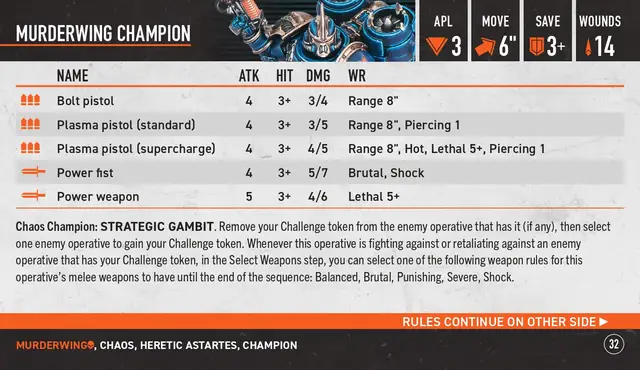 MURDERWING CHAMPION
APL MOVE SAVE WOUNDS
3 6" 3+ 14
NAME ATK HIT DMG WR
Bolt pistol 4 3+ 3/4 Range 8"
Plasma pistol (standard) 4 3+ 3/5 Range 8", Piercing 1
Plasma pistol (supercharge) 4 3+ 4/5 Range 8", Hot, Lethal 5+, Piercing 1
Power fist 4 3+ 5/7 Brutal, Shock
Power weapon 5 3+ 4/6 Lethal 5+
Chaos Champion: STRATEGIC GAMBIT. Remove your Challenge token from the enemy operative that has it (if any), then select
one enemy operative to gain your Challenge token. Whenever this operative is fighting against or retaliating against an enemy
operative that has your Challenge token, in the Select Weapons step, you can select one of the following weapon rules for this
operative's melee weapons to have until the end of the sequence: Balanced, Brutal, Punishing, Severe, Shock.
RULES CONTINUE ON OTHER SIDE
MURDERWING, CHAOS, HERETIC ASTARTES, CHAMPION
32